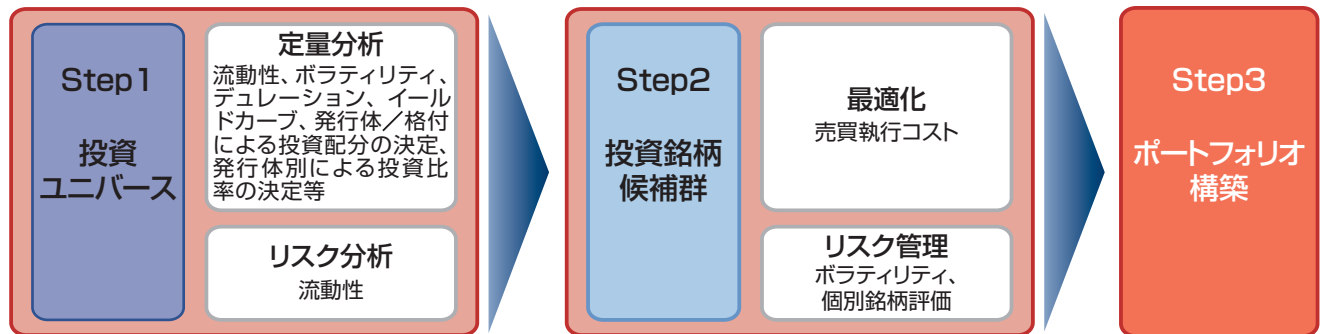 Step1
投資
ユニバース
定量分析
流動性、ボラティリティ、
デュレーション、イール
ドカーブ、発行体／格付
による投資配分の決定、
発行体別による投資比
率の決定等
リスク分析
流動性
Step2
投資銘柄
候補群
最適化
売買執行コスト
リスク管理
ボラティリティ、
個別銘柄評価
Step3
ポートフォリオ
構築